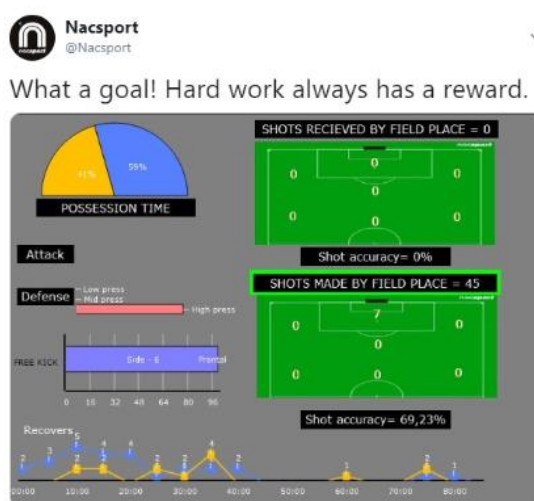 Nacsport
@Nacsport
What a goal! Hard work always has a reward.
41%
59%
POSSESSION TIME
SHOTS RECIEVED BY FIELD PLACE = 0
0
0 0
0
0 0 0
Shot accuracy= 0%
Attack
Defense
Low press
Mid press
High press
SHOTS MADE BY FIELD PLACE = 45
7
0 0
0
0 0 0
Shot accuracy= 69,23%
FREE KICK
Side - 6
Frontal
0 16 32 48 64 80 96
Recovers
5
4 4 4
3
2 2 2 2 2 2 2
1 1
00:00 10:00 20:00 30:00 40:00 50:00 60:00 70:00 80:00